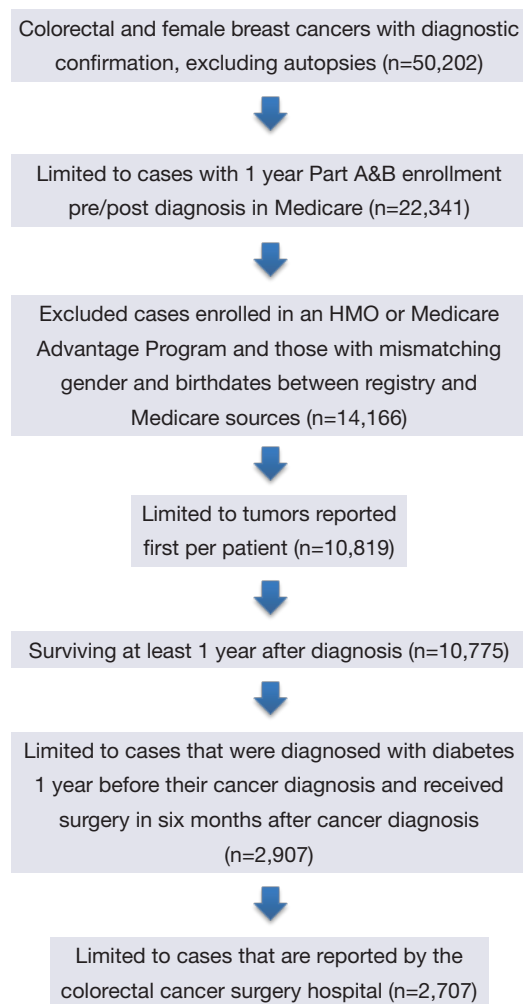 Colorectal and female breast cancers with diagnostic
confirmation, excluding autopsies (n=50,202)
Limited to cases with 1 year Part A&B enrollment
pre/post diagnosis in Medicare (n=22,341)
Excluded cases enrolled in an HMO or Medicare
Advantage Program and those with mismatching
gender and birthdates between registry and
Medicare sources (n=14,166)
Limited to tumors reported
first per patient (n=10,819)
Surviving at least 1 year after diagnosis (n=10,775)
Limited to cases that were diagnosed with diabetes
1 year before their cancer diagnosis and received
surgery in six months after cancer diagnosis
(n=2,907)
Limited to cases that are reported by the
colorectal cancer surgery hospital (n=2,707)